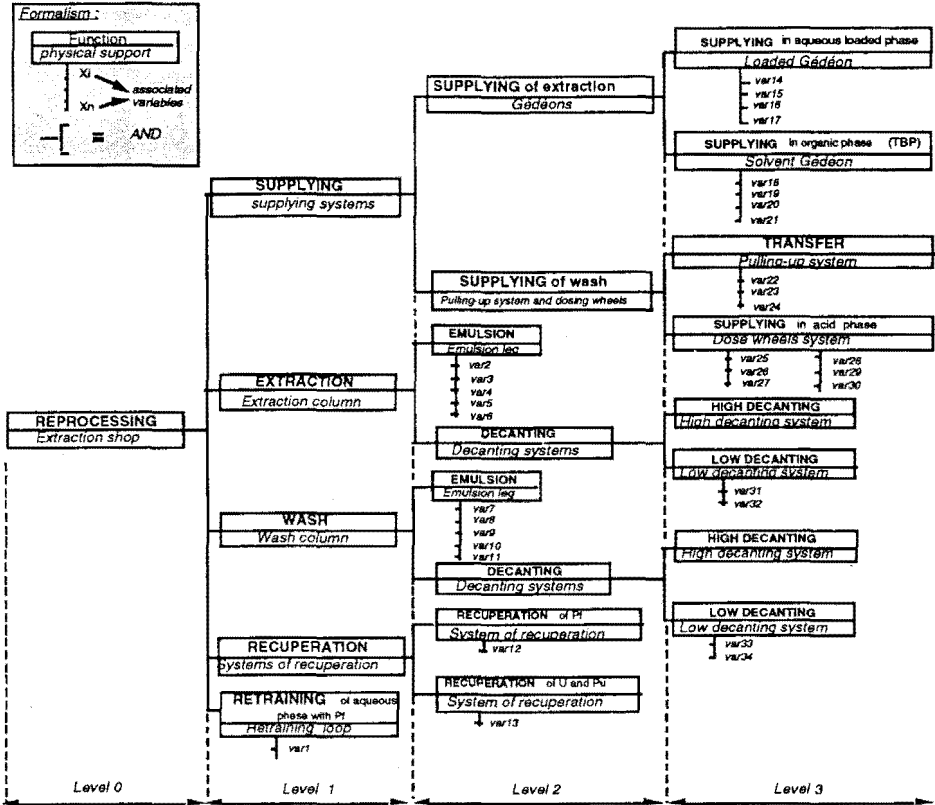 Formalism :
Function
physical support
Xi
Xn
associated
variables
≡ AND
REPROCESSING
Extraction shop
SUPPLYING
supplying systems
EXTRACTION
Extraction column
WASH
Wash column
RECUPERATION
Systems of recuperation
RETRAINING of aqueous
phase with Pf
Retraining loop
var1
SUPPLYING of extraction
Gédéons
SUPPLYING of wash
Pulling-up system and dosing wheels
EMULSION
Emulsion leg
var2
var3
var4
var5
var6
DECANTING
Decanting systems
EMULSION
Emulsion leg
var7
var8
var9
var10
var11
DECANTING
Decanting systems
RECUPERATION of Pf
System of recuperation
var12
RECUPERATION of U and Pu
System of recuperation
var13
SUPPLYING in aqueous loaded phase
Loaded Gédéon
var14
var15
var16
var17
SUPPLYING in organic phase (TBP)
Solvent Gédéon
var18
var19
var20
var21
TRANSFER
Pulling-up system
var22
var23
var24
SUPPLYING in acid phase
Dose wheels system
var25 var28
var26 var29
var27 var30
HIGH DECANTING
High decanting system
LOW DECANTING
Low decanting system
var31
var32
HIGH DECANTING
High decanting system
LOW DECANTING
Low decanting system
var33
var34
Level 0 Level 1 Level 2 Level 3